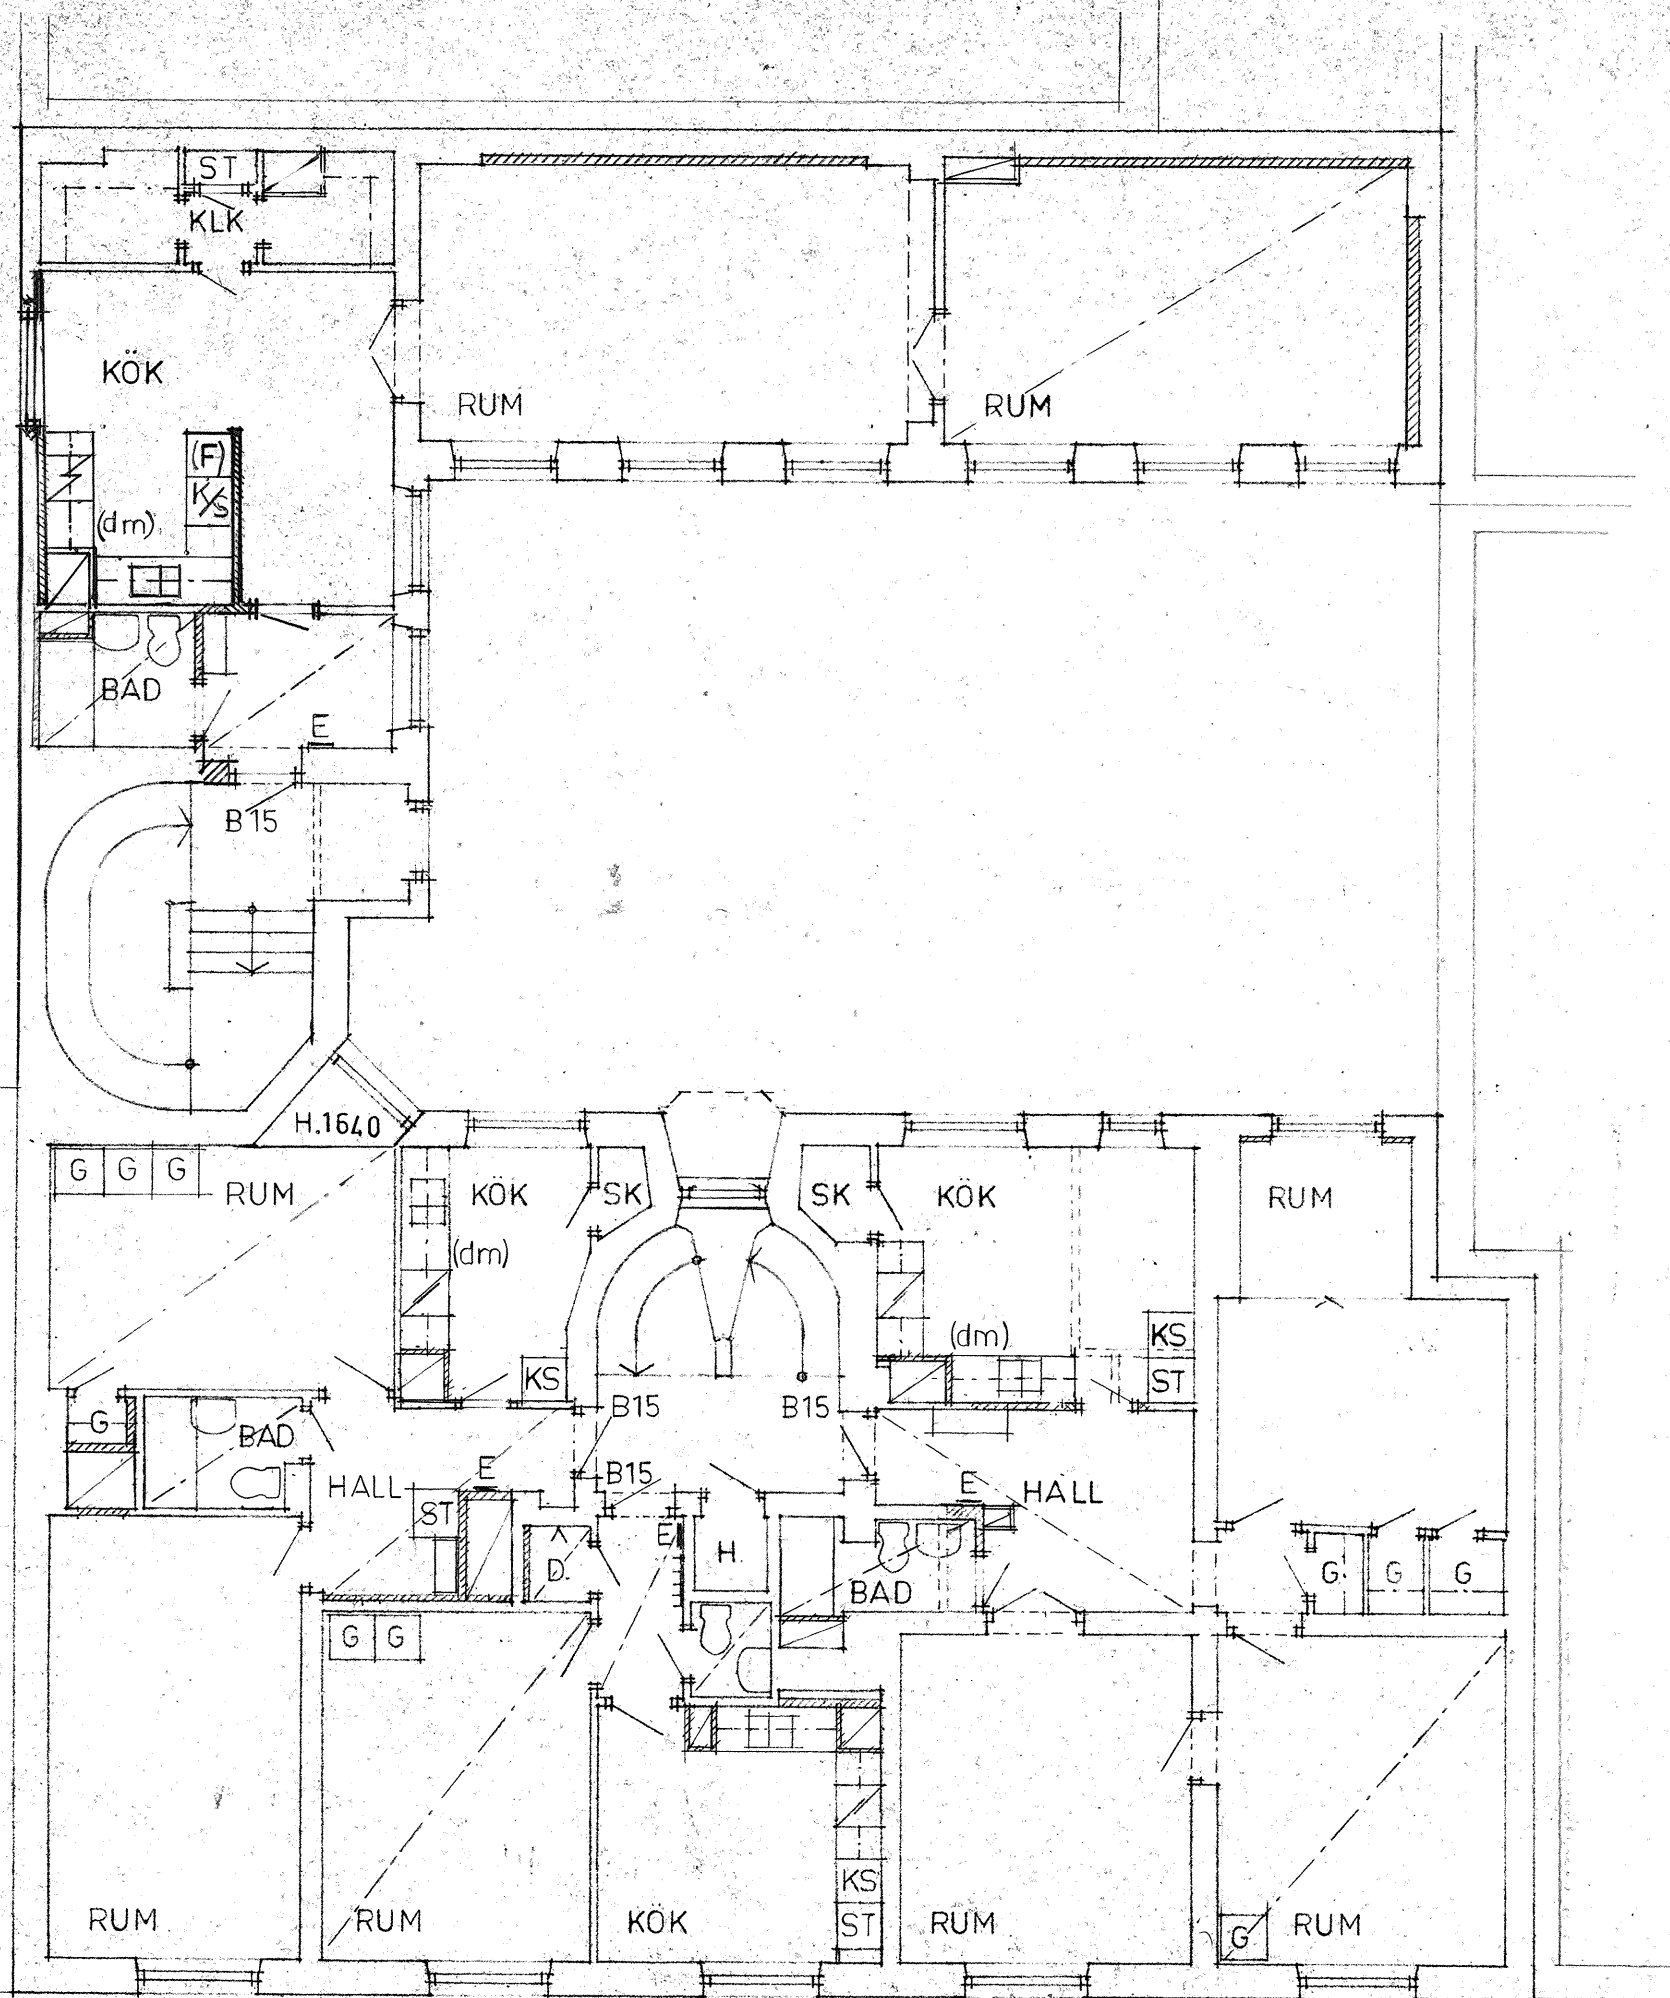 ST
KLK
KÖK
RUM
RUM
(F)
K/S
(dm)
BAD
E
B15
H.1640
G G G
RUM
KÖK
SK
SK
KÖK
RUM
(dm)
(dm)
KS
KS
ST
B15
B15
G
BAD
HALL
E
B15
E
HALL
ST
D.
E
H.
BAD
G.
G
G
G G
KS
ST
RUM
RUM
KÖK
RUM
G
RUM